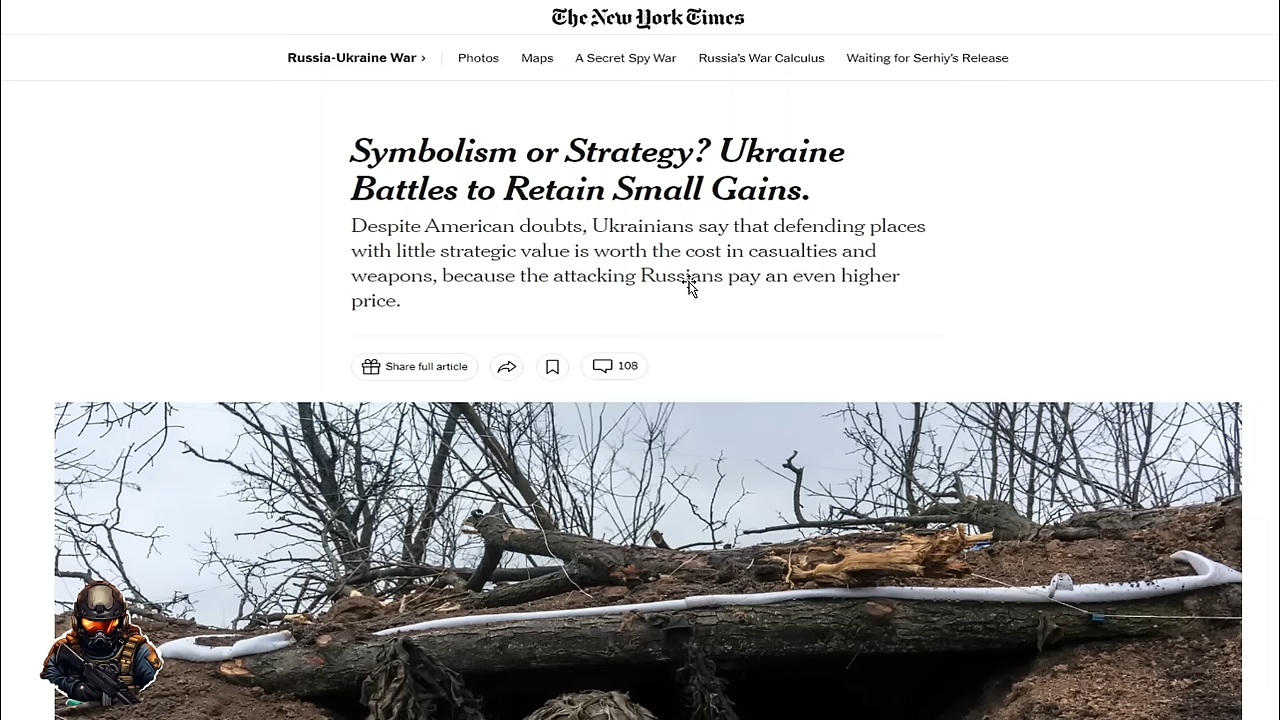 The New York Times
Russia-Ukraine War › Photos Maps A Secret Spy War Russia's War Calculus Waiting for Serhiy's Release
Symbolism or Strategy? Ukraine
Battles to Retain Small Gains.
Despite American doubts, Ukrainians say that defending places
with little strategic value is worth the cost in casualties and
weapons, because the attacking Russians pay an even higher
price.
Share full article 108